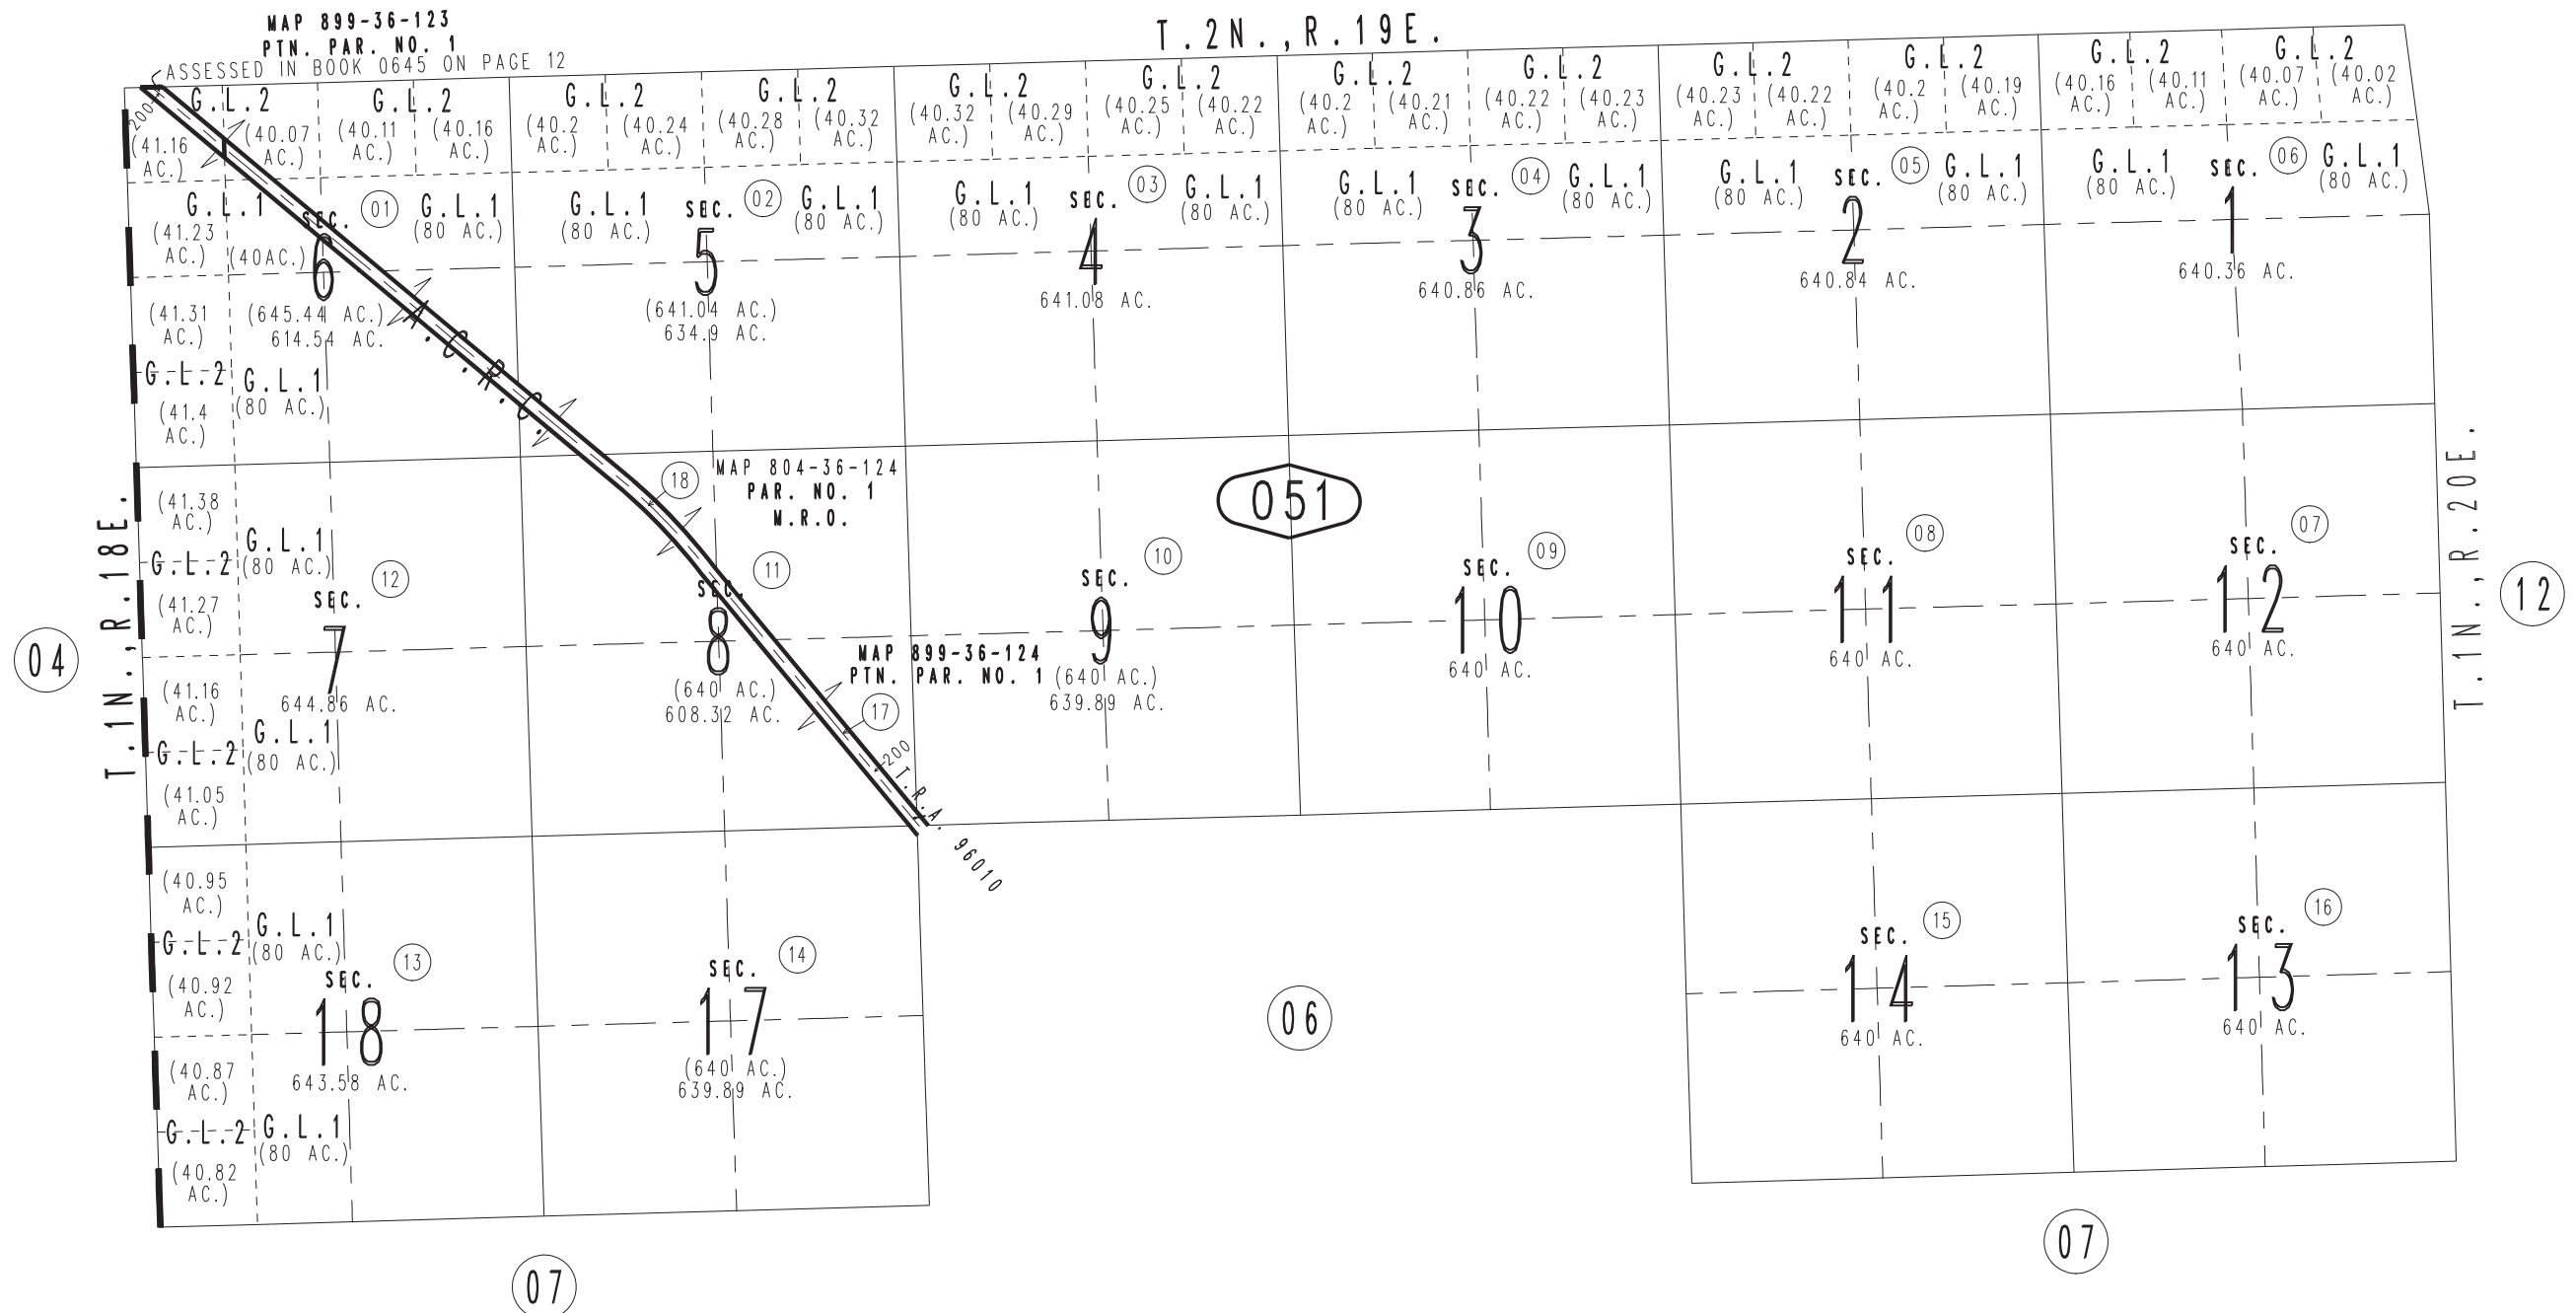 MAP 899-36-123
PTN. PAR. NO. 1
ASSESSED IN BOOK 0645 ON PAGE 12
T.2N.,R.19E.
200
G.L.2
(41.16
AC.)
(40.07
AC.)
G.L.2
(40.11
AC.)
(40.16
AC.)
G.L.2
(40.2
AC.)
(40.24
AC.)
G.L.2
(40.28
AC.)
(40.32
AC.)
G.L.2
(40.32
AC.)
(40.29
AC.)
G.L.2
(40.25
AC.)
(40.22
AC.)
G.L.2
(40.2
AC.)
(40.21
AC.)
G.L.2
(40.22
AC.)
(40.23
AC.)
G.L.2
(40.23
AC.)
(40.22
AC.)
G.L.2
(40.2
AC.)
(40.19
AC.)
G.L.2
(40.16
AC.)
(40.11
AC.)
G.L.2
(40.07
AC.)
(40.02
AC.)
G.L.1
(41.23
AC.)
(40AC.)
SEC.
6
01
G.L.1
(80 AC.)
(645.44 AC.)
614.54 AC.
G.L.1
(80 AC.)
SEC.
5
02
G.L.1
(80 AC.)
(641.04 AC.)
634.9 AC.
G.L.1
(80 AC.)
SEC.
4
03
G.L.1
(80 AC.)
641.08 AC.
G.L.1
(80 AC.)
SEC.
3
04
G.L.1
(80 AC.)
640.86 AC.
G.L.1
(80 AC.)
SEC.
2
05
G.L.1
(80 AC.)
640.84 AC.
G.L.1
(80 AC.)
SEC.
1
06
G.L.1
(80 AC.)
640.36 AC.
(41.31
AC.)
G.L.2
(41.4
AC.)
G.L.1
(80 AC.)
A.C.R.C.
T.1N.,R.18E.
04
(41.38
AC.)
G.L.2
(41.27
AC.)
G.L.1
(80 AC.)
SEC.
7
12
644.86 AC.
(41.16
AC.)
G.L.2
(41.05
AC.)
G.L.1
(80 AC.)
18
MAP 804-36-124
PAR. NO. 1
M.R.O.
SEC.
8
11
(640 AC.)
608.32 AC.
MAP 899-36-124
PTN. PAR. NO. 1
17
200
T.R.A. 96010
SEC.
9
10
(640 AC.)
639.89 AC.
051
SEC.
10
09
640 AC.
SEC.
11
08
640 AC.
SEC.
12
07
640 AC.
T.1N.,R.20E.
12
(40.95
AC.)
G.L.2
(40.92
AC.)
G.L.1
(80 AC.)
SEC.
18
13
643.58 AC.
(40.87
AC.)
G.L.2
(40.82
AC.)
G.L.1
(80 AC.)
SEC.
17
14
(640 AC.)
639.89 AC.
06
SEC.
14
15
640 AC.
SEC.
13
16
640 AC.
07
07